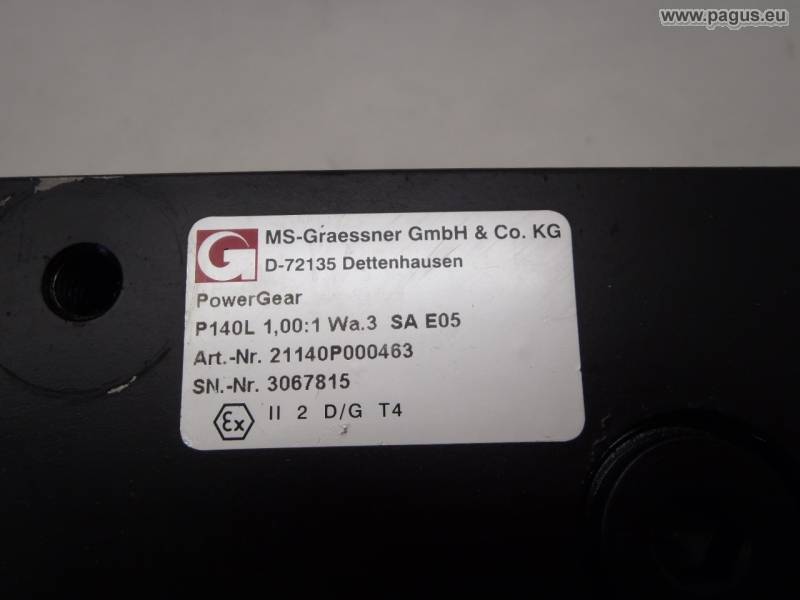 www.pagus.eu
G MS-Graessner GmbH & Co. KG
D-72135 Dettenhausen
PowerGear
P140L 1,00:1 Wa.3 SA E05
Art.-Nr. 21140P000463
SN.-Nr. 3067815
Ex II 2 D/G T4